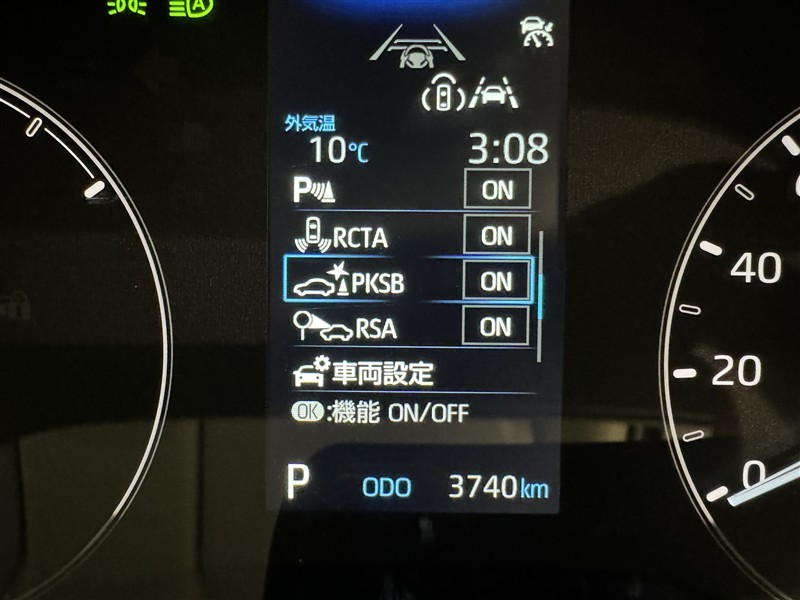 外気温
10℃ 3:08
P ON
RCTA ON
PKSB ON
RSA ON
車両設定
OK:機能 ON/OFF
P ODO 3740km
A
40
20
0